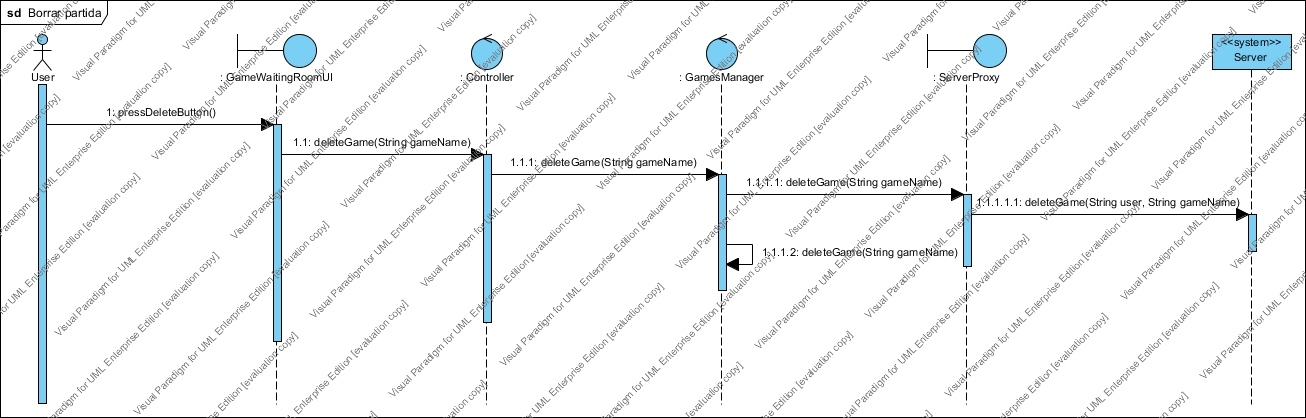 sd Borrar partida
User
: GameWaitingRoomUI
: Controller
: GamesManager
: ServerProxy
<<system>>
Server
1: pressDeleteButton()
1.1: deleteGame(String gameName)
1.1.1: deleteGame(String gameName)
1.1.1.1: deleteGame(String gameName)
1.1.1.1.1: deleteGame(String user, String gameName)
1.1.1.2: deleteGame(String gameName)
Visual Paradigm for UML Enterprise Edition [evaluation copy]